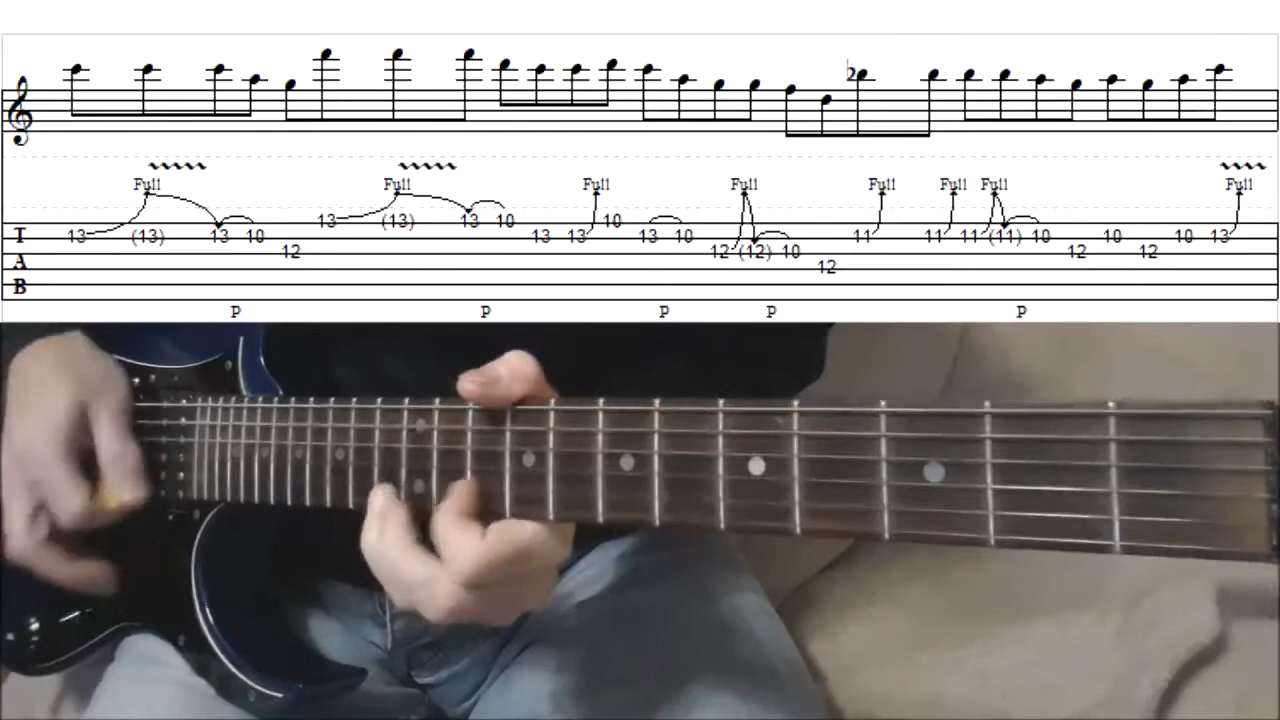 Full Full Full Full Full Full Full Full
13 (13) 13 10 10
T 13 (13) 13 10 13 13 13 10 11 11 11 (11) 10 10 10 13
12 12 (12) 10 12 12
A 12
B
P P P P P